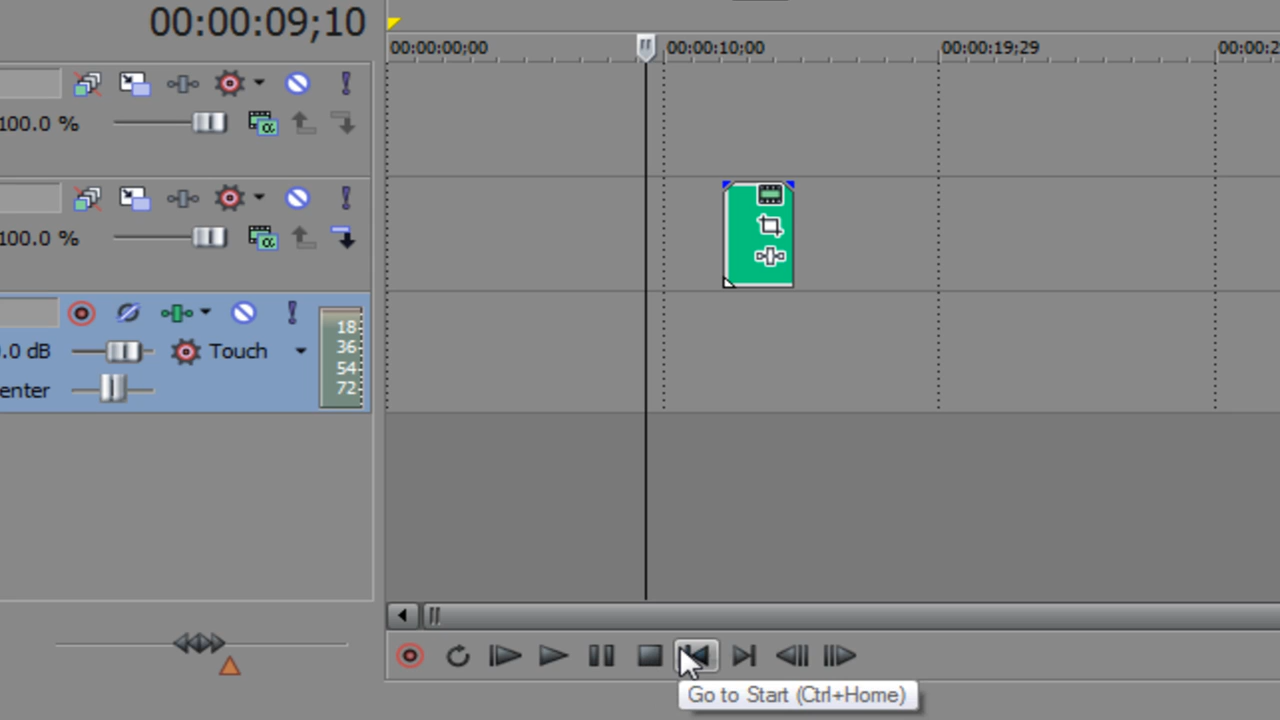 00:00:09;10
00:00:00;00 00:00:10;00 00:00:19;29 00:00:2
100.0 %
100.0 %
18
.0 dB Touch 36
54
enter 72
Go to Start (Ctrl+Home)